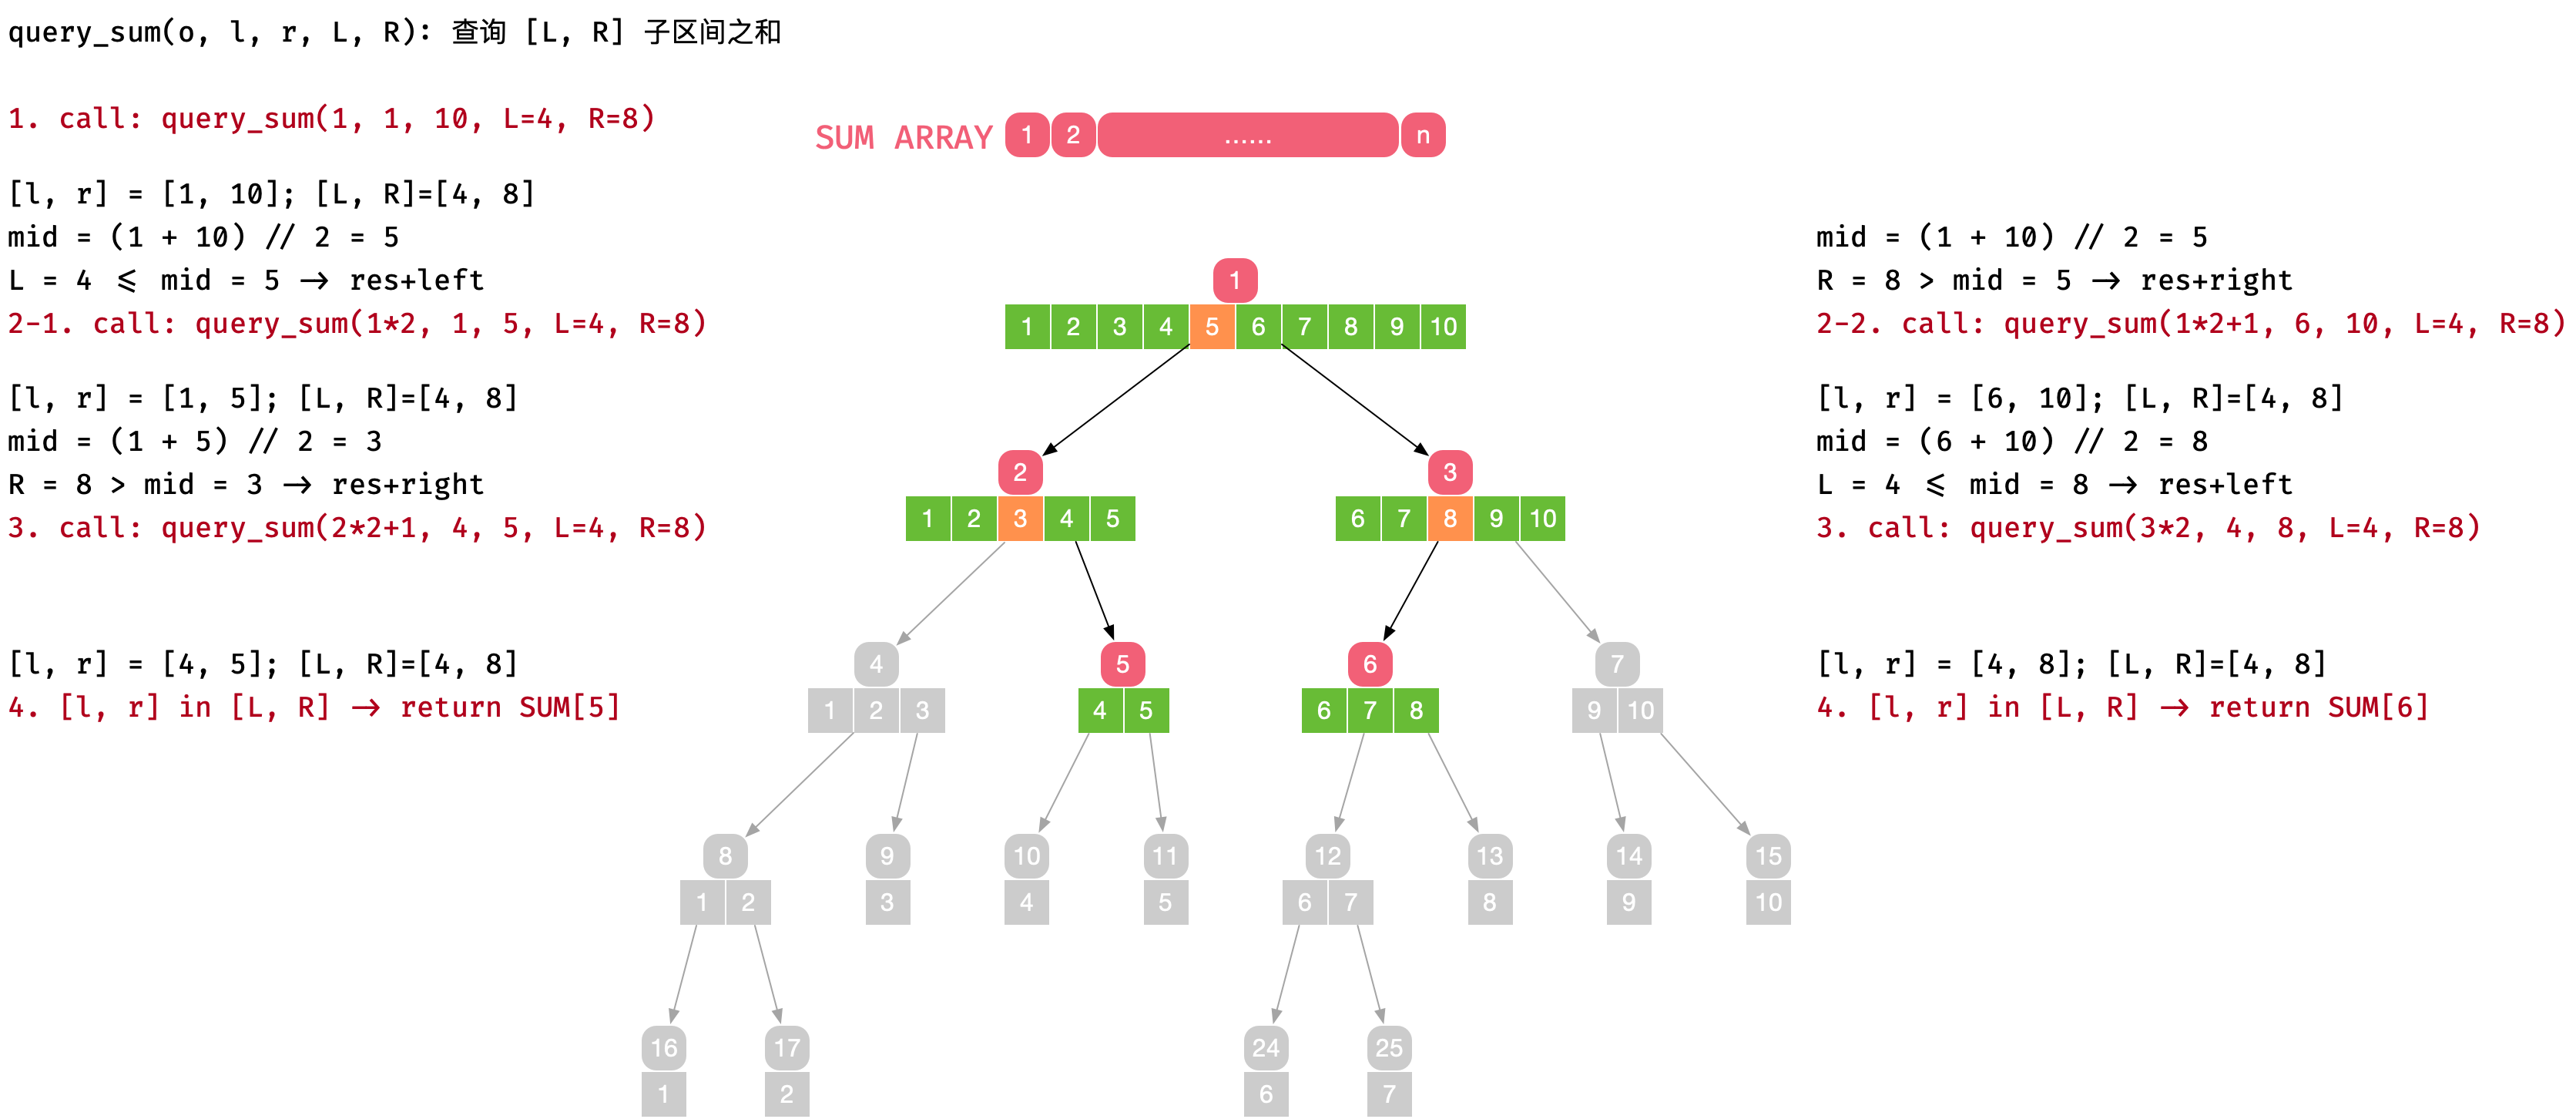 query_sum(o, l, r, L, R): 查询 [L, R] 子区间之和
1. call: query_sum(1, 1, 10, L=4, R=8)
[l, r] = [1, 10]; [L, R]=[4, 8]
mid = (1 + 10) // 2 = 5
L = 4 <= mid = 5 -> res+left
2-1. call: query_sum(1*2, 1, 5, L=4, R=8)
[l, r] = [1, 5]; [L, R]=[4, 8]
mid = (1 + 5) // 2 = 3
R = 8 > mid = 3 -> res+right
3. call: query_sum(2*2+1, 4, 5, L=4, R=8)
[l, r] = [4, 5]; [L, R]=[4, 8]
4. [l, r] in [L, R] -> return SUM[5]
SUM ARRAY 1 2 ...... n
1
1 2 3 4 5 6 7 8 9 10
2 3
1 2 3 4 5 6 7 8 9 10
4 5 6 7
1 2 3 4 5 6 7 8 9 10
8 9 10 11 12 13 14 15
1 2 3 4 5 6 7 8 9 10
16 17 24 25
1 2 6 7
mid = (1 + 10) // 2 = 5
R = 8 > mid = 5 -> res+right
2-2. call: query_sum(1*2+1, 6, 10, L=4, R=8)
[l, r] = [6, 10]; [L, R]=[4, 8]
mid = (6 + 10) // 2 = 8
L = 4 <= mid = 8 -> res+left
3. call: query_sum(3*2, 4, 8, L=4, R=8)
[l, r] = [4, 8]; [L, R]=[4, 8]
4. [l, r] in [L, R] -> return SUM[6]